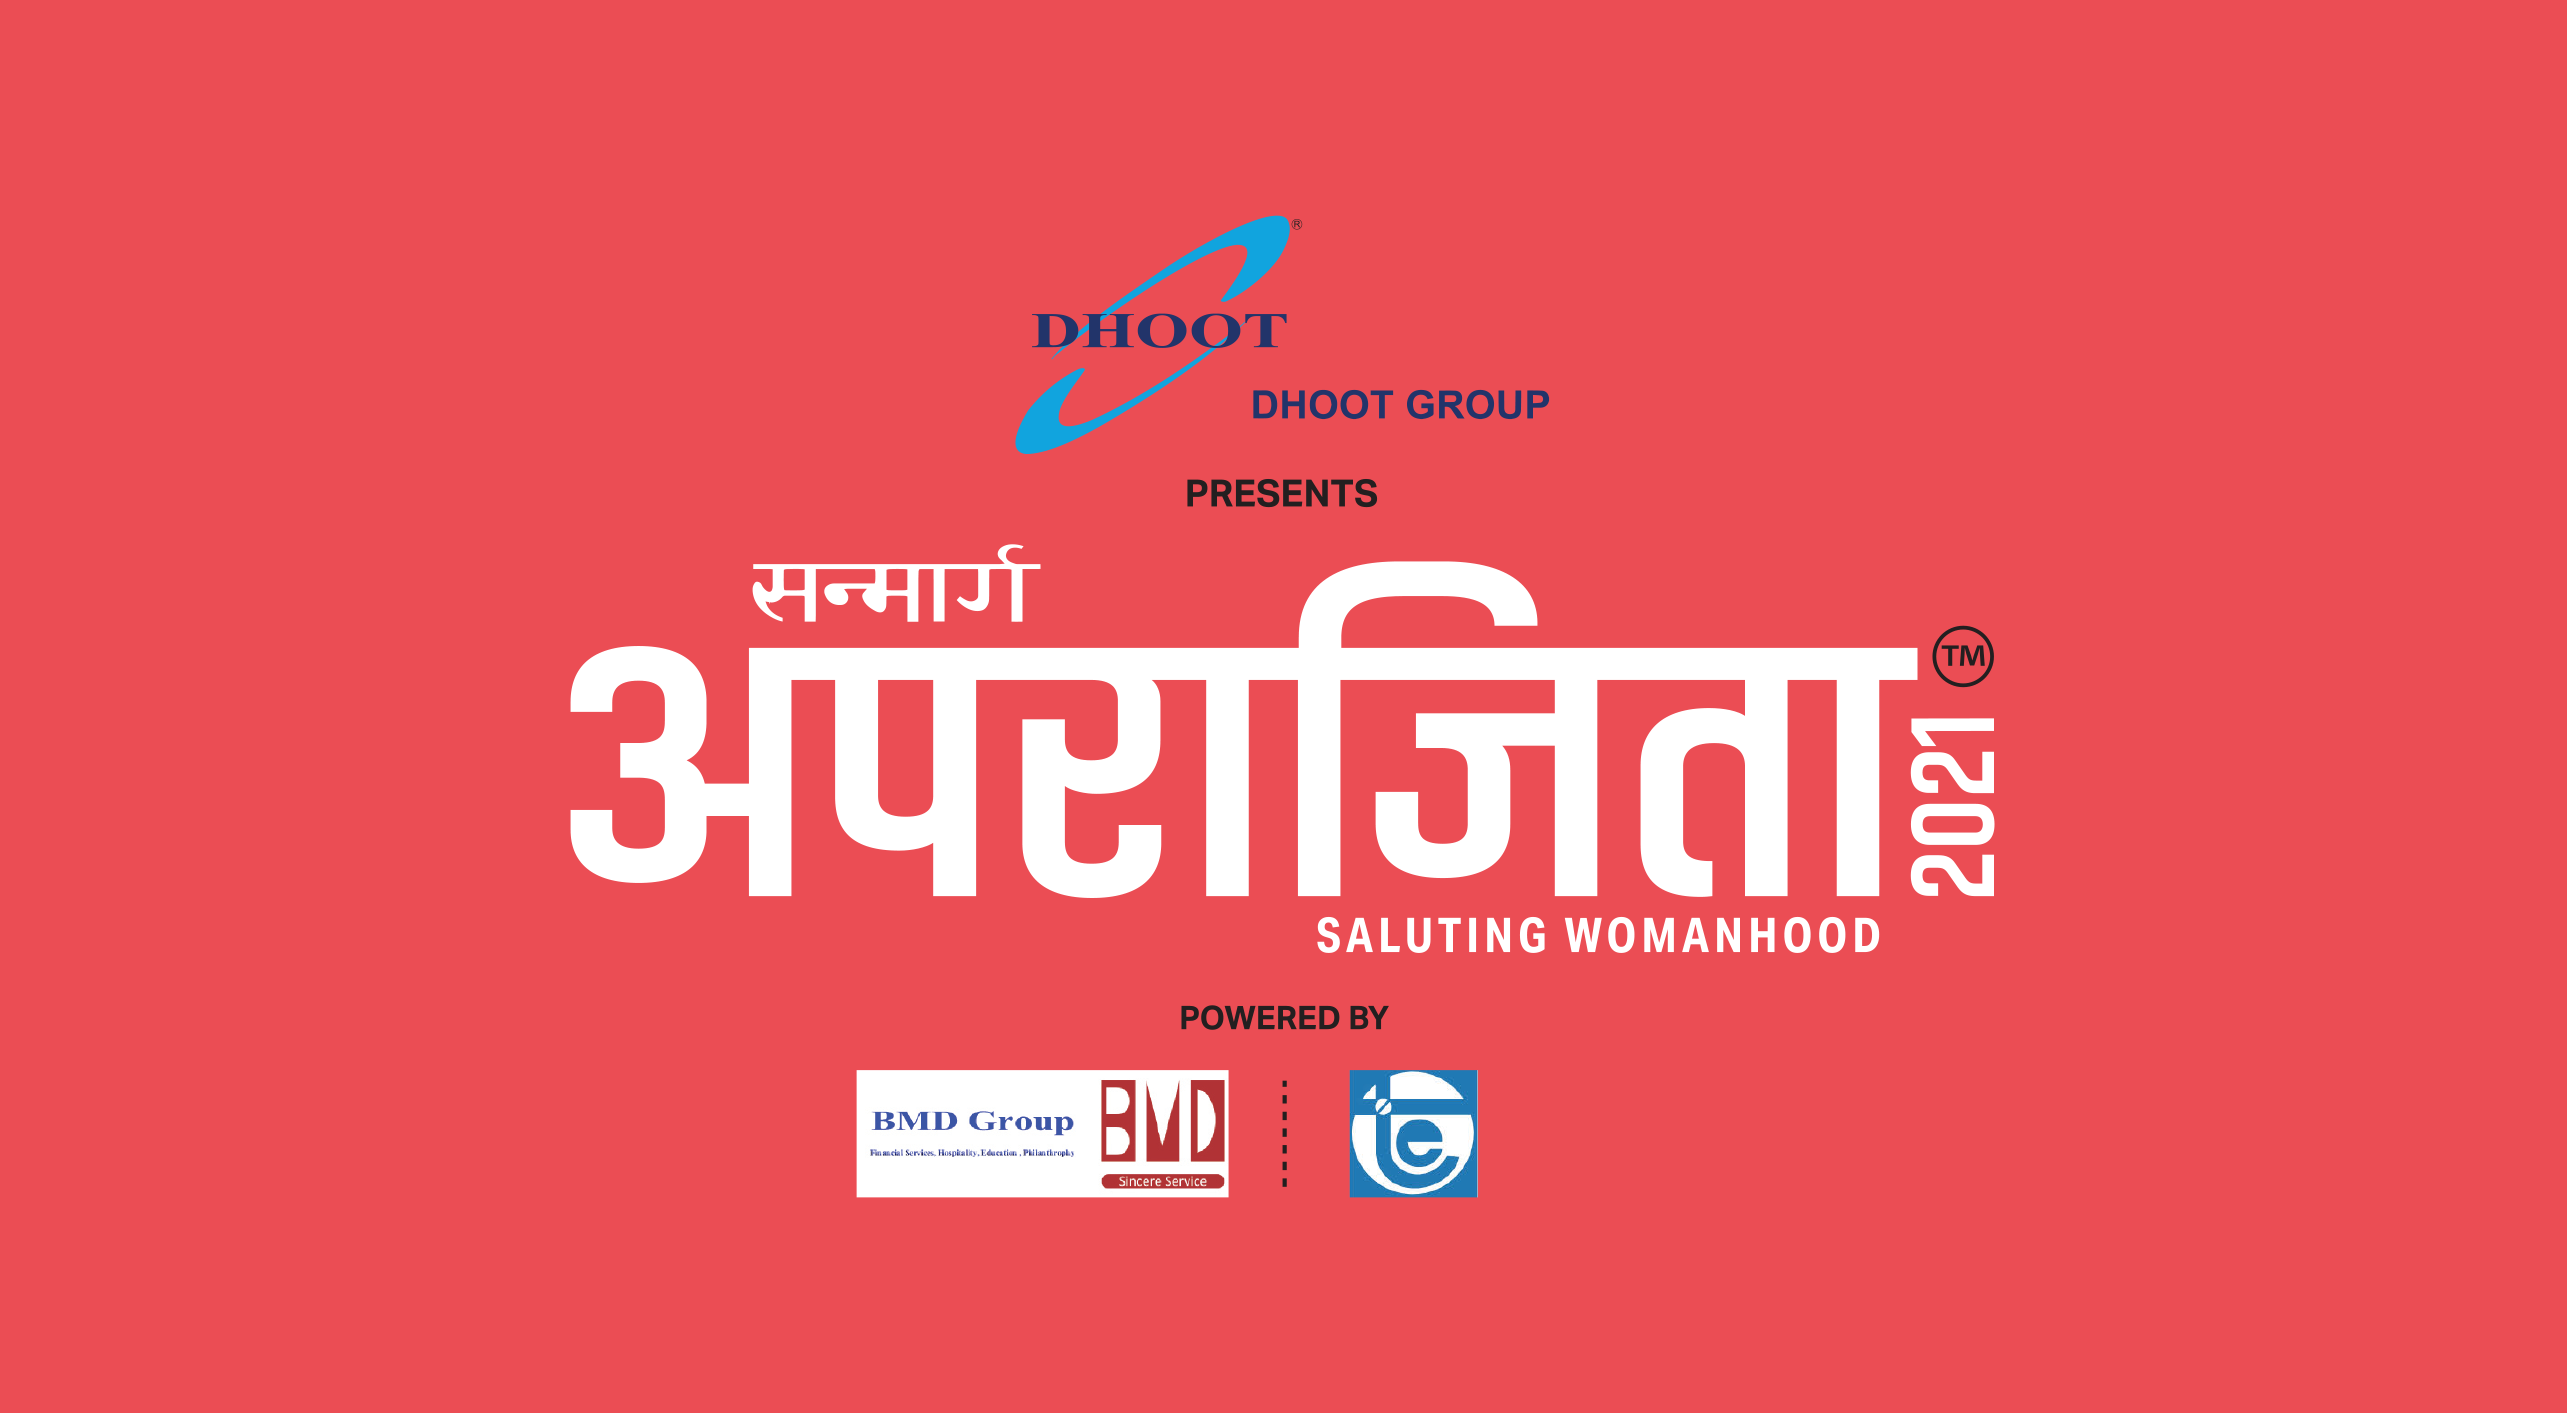 DHOOT ®
DHOOT GROUP
PRESENTS
सन्मार्ग
अपराजिता TM
2021
SALUTING WOMANHOOD
POWERED BY
BMD Group
Financial Services, Hospitality, Education , Philanthrophy
BMD
Sincere Service